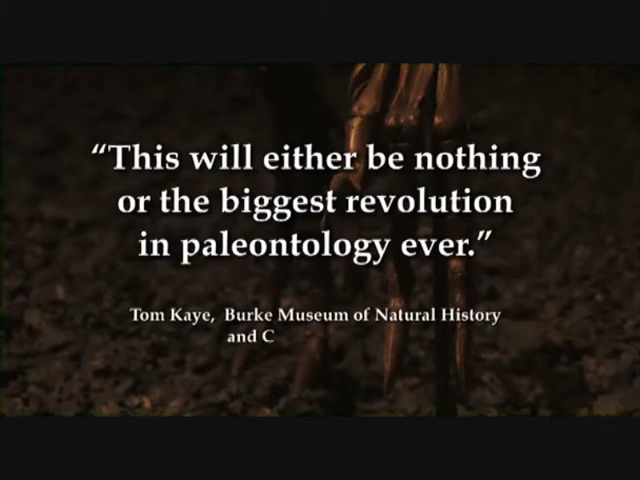 “This will either be nothing
or the biggest revolution
in paleontology ever.”
Tom Kaye, Burke Museum of Natural History
and C